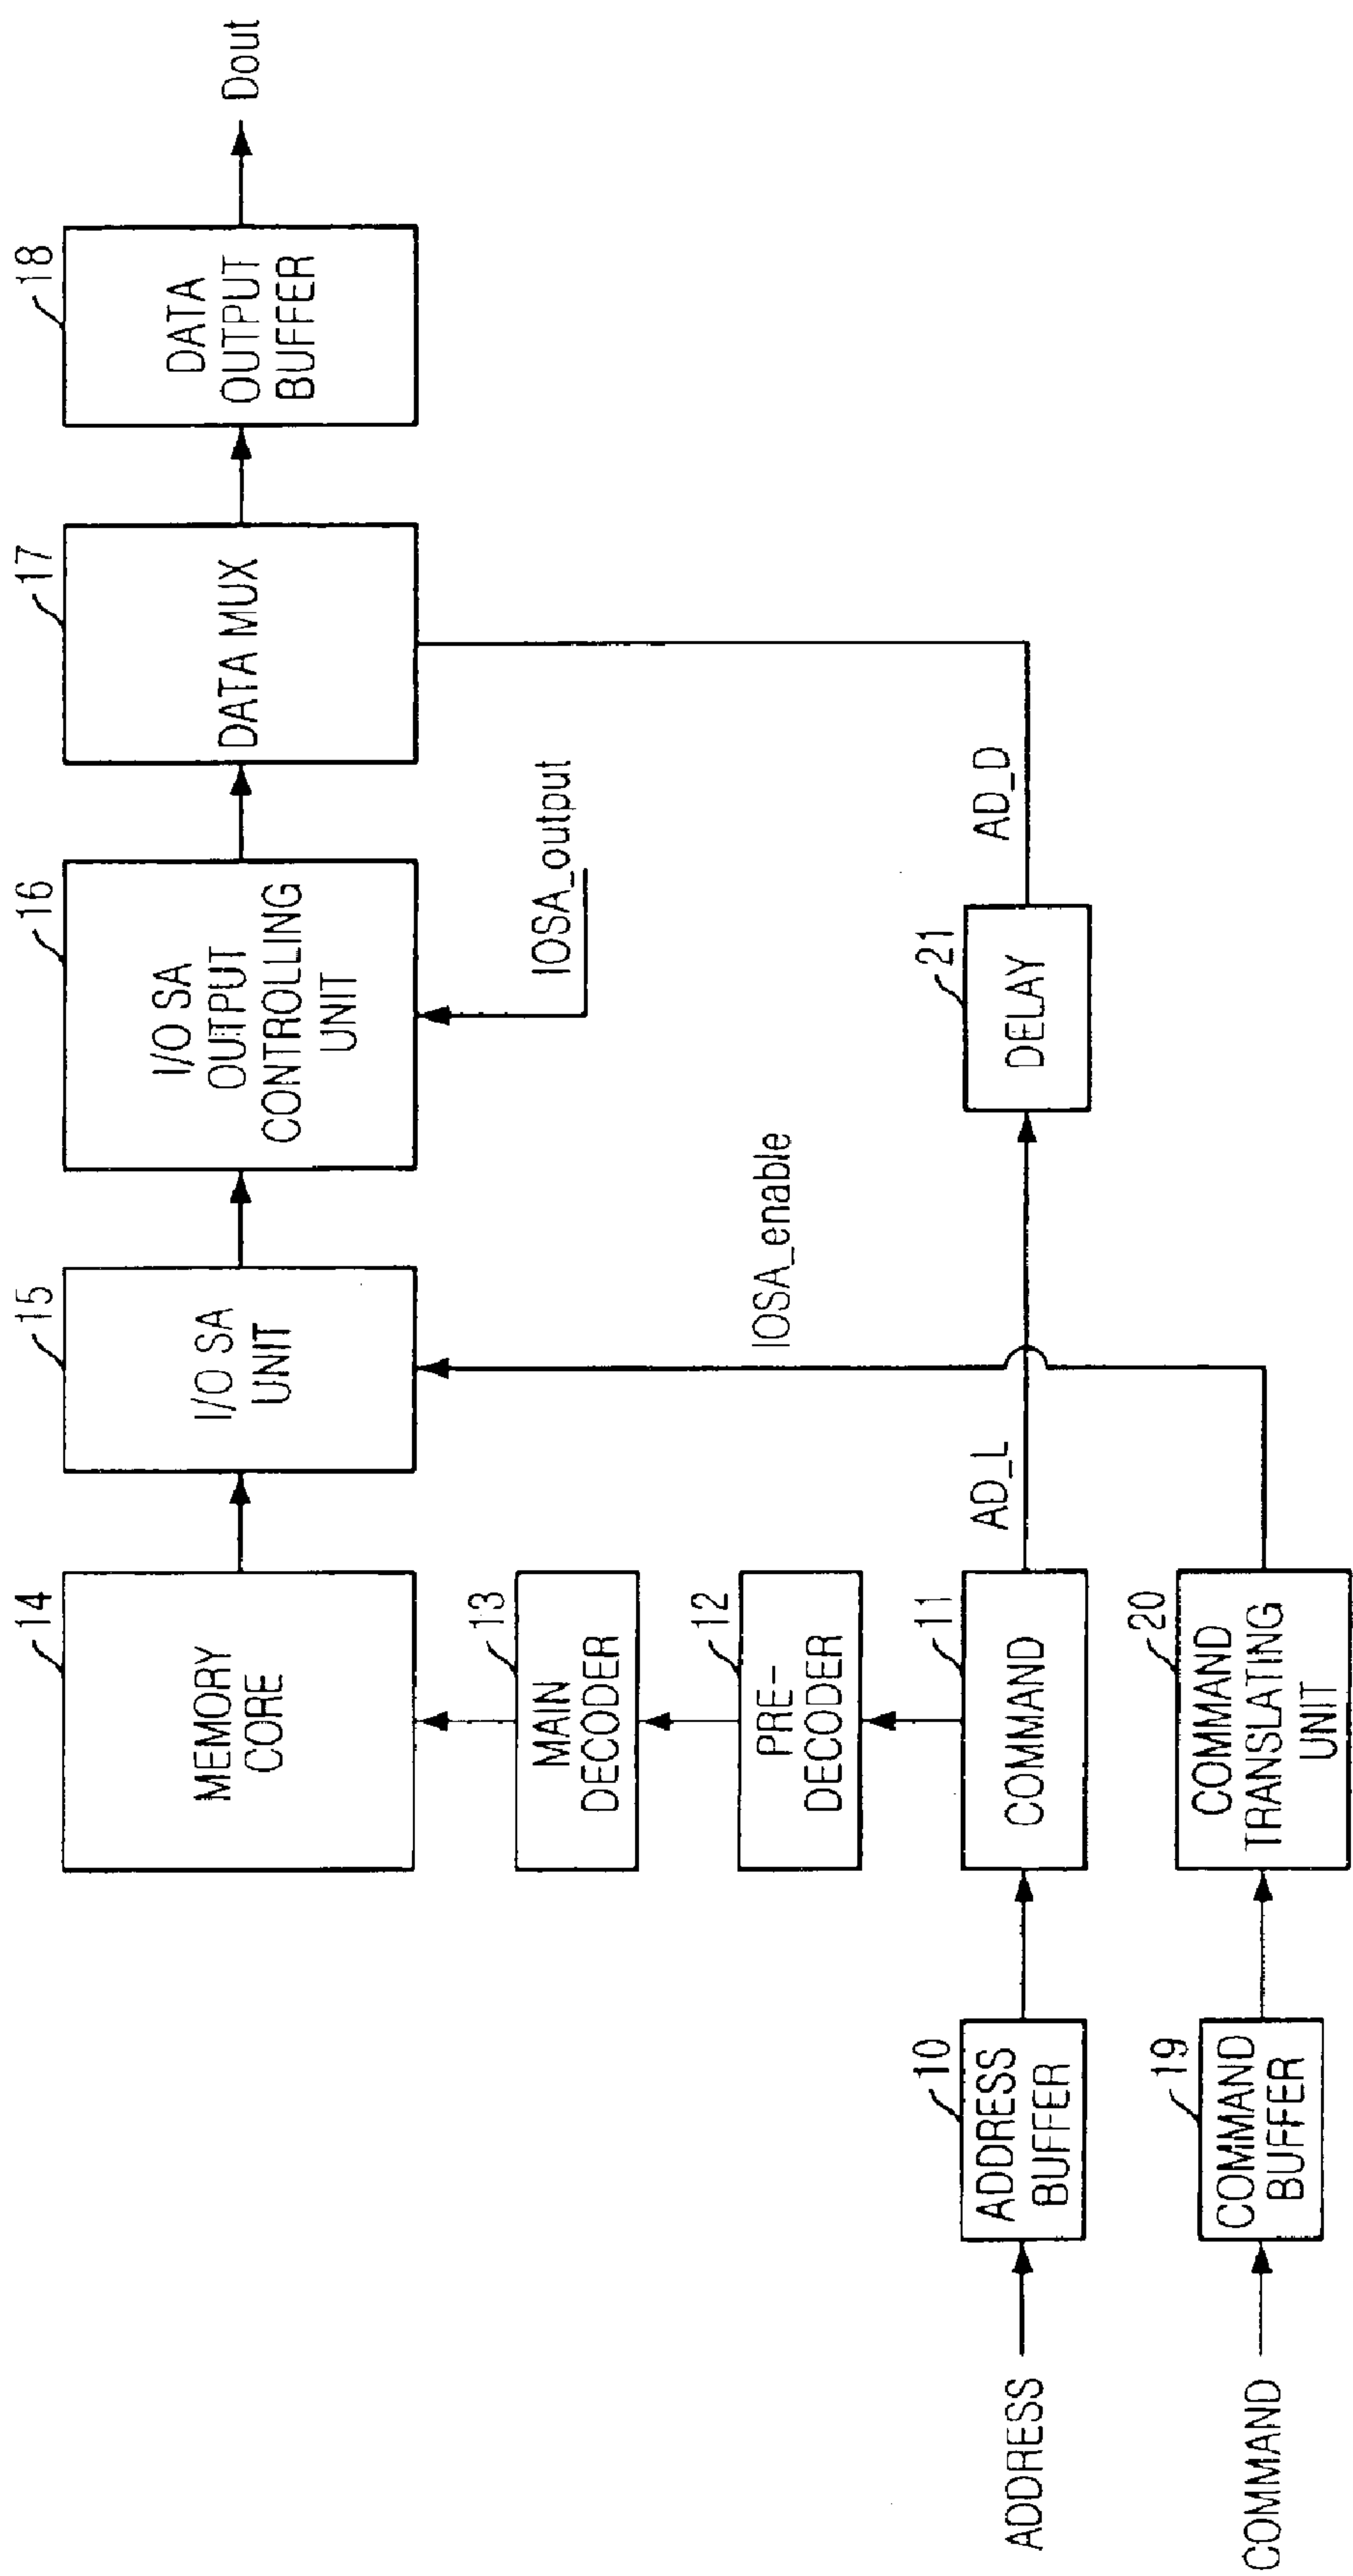 14
MEMORY
CORE
15
I/O SA
UNIT
16
I/O SA
OUTPUT
CONTROLLING
UNIT
17
DATA MUX
18
DATA
OUTPUT
BUFFER
Dout
13
MAIN
DECODER
IOSA_output
12
PRE-
DECODER
IOSA_enable
10
ADDRESS
BUFFER
ADDRESS
11
COMMAND
AD_L
21
DELAY
AD_D
19
COMMAND
BUFFER
COMMAND
20
COMMAND
TRANSLATING
UNIT